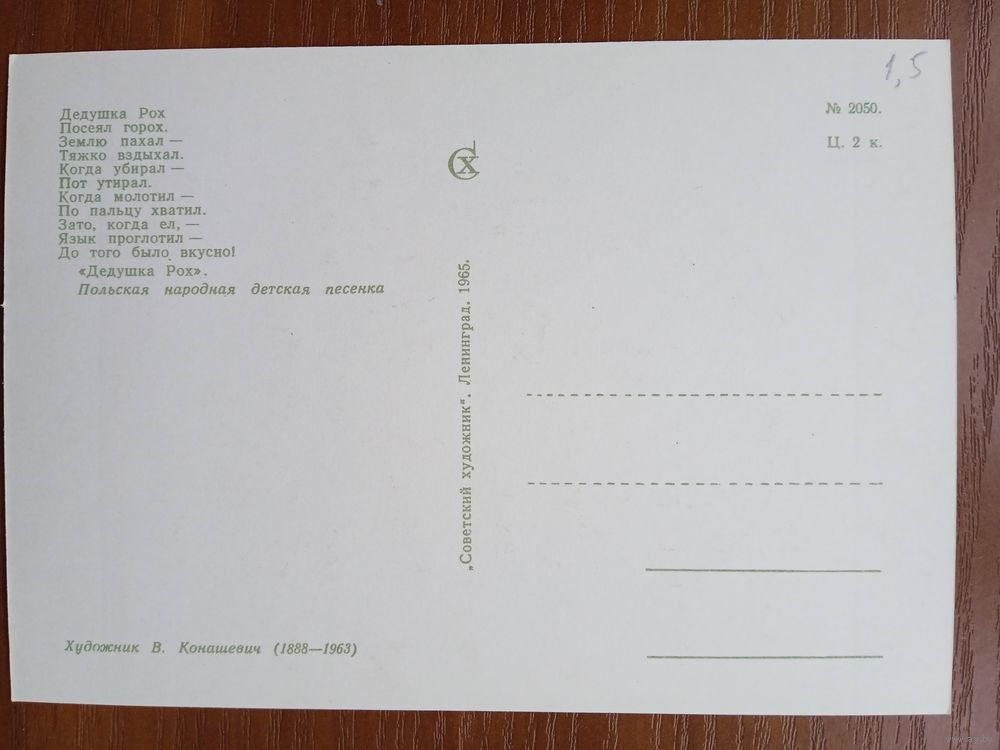 Дедушка Рох
Посеял горох.
Землю пахал —
Тяжко вздыхал.
Когда убирал —
Пот утирал.
Когда молотил —
По пальцу хватил.
Зато, когда ел, —
Язык проглотил —
До того было вкусно!
«Дедушка Рох».
Польская народная детская песенка
Художник В. Конашевич (1888—1963)
СХ
„Советский художник“. Ленинград. 1965.
1,5
№ 2050.
Ц. 2 к.